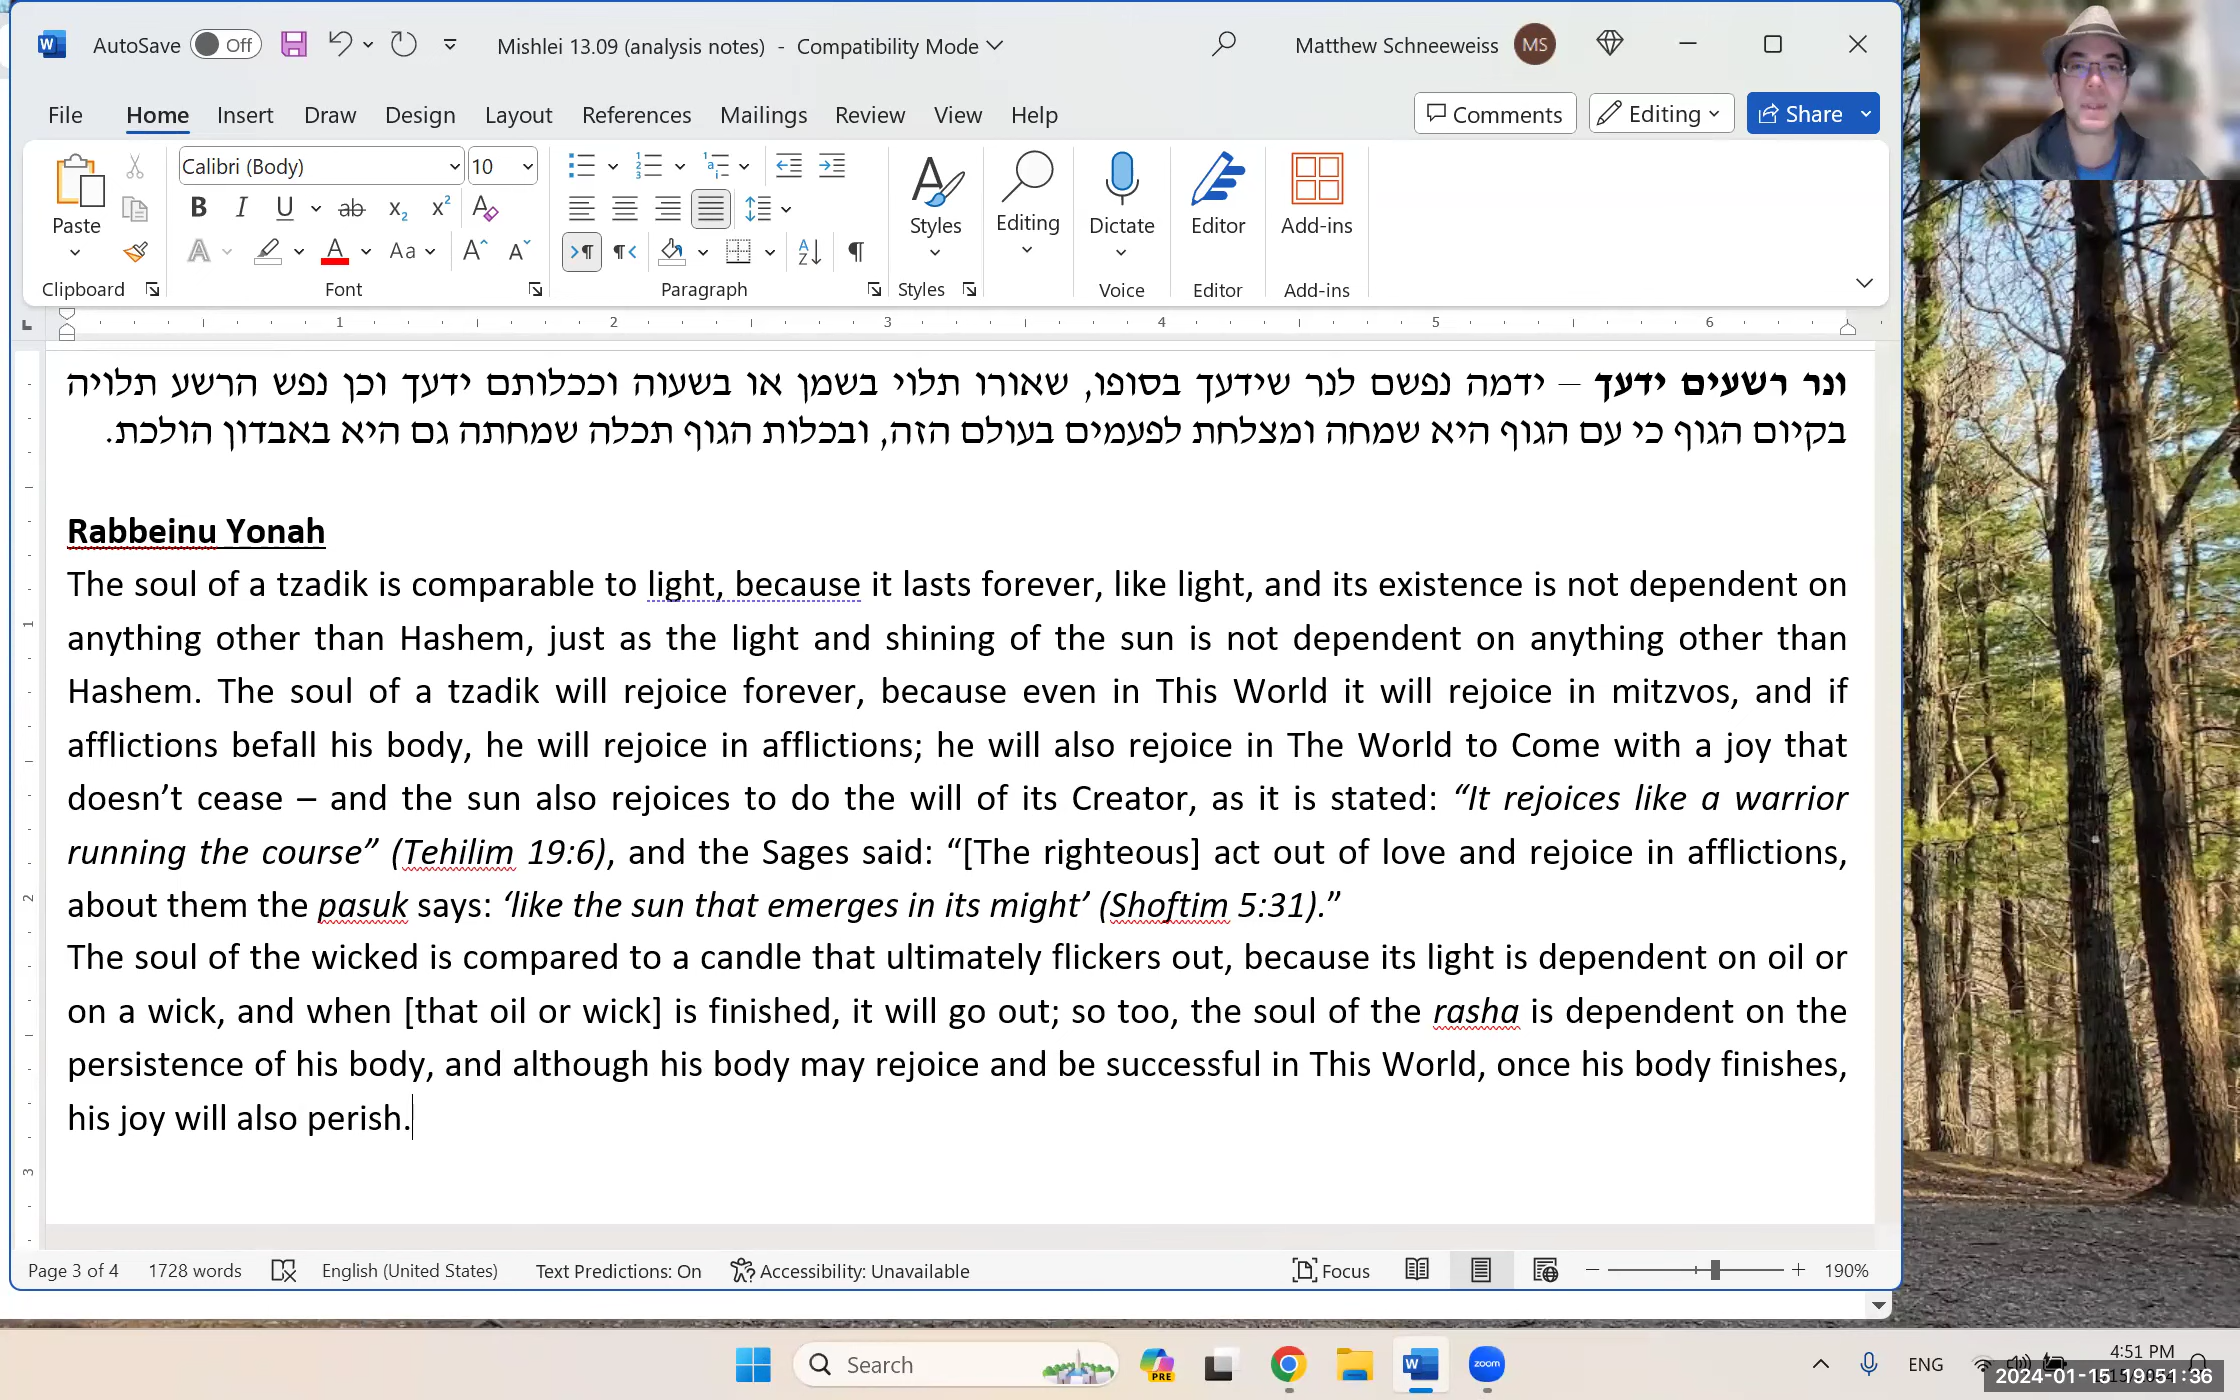 AutoSave Off Mishlei 13.09 (analysis notes) - Compatibility Mode Matthew Schneeweiss MS
File Home Insert Draw Design Layout References Mailings Review View Help Comments Editing Share
Paste Calibri (Body) 10 Styles Editing Dictate Editor Add-ins
Clipboard Font Paragraph Styles Voice Editor Add-ins
1 2 3 4 5 6
ונר רשעים ידעך – ידמה נפשם לנר שידעך בסופו, שאורו תלוי בשמן או בשעוה וככלותם ידעך וכן נפש הרשע תלויה
בקיום הגוף כי עם הגוף היא שמחה ומצלחת לפעמים בעולם הזה, ובכלות הגוף תכלה שמחתה גם היא באבדון הולכת.
Rabbeinu Yonah
The soul of a tzadik is comparable to light, because it lasts forever, like light, and its existence is not dependent on
anything other than Hashem, just as the light and shining of the sun is not dependent on anything other than
Hashem. The soul of a tzadik will rejoice forever, because even in This World it will rejoice in mitzvos, and if
afflictions befall his body, he will rejoice in afflictions; he will also rejoice in The World to Come with a joy that
doesn’t cease – and the sun also rejoices to do the will of its Creator, as it is stated: “It rejoices like a warrior
running the course” (Tehilim 19:6), and the Sages said: “[The righteous] act out of love and rejoice in afflictions,
about them the pasuk says: ‘like the sun that emerges in its might’ (Shoftim 5:31).”
The soul of the wicked is compared to a candle that ultimately flickers out, because its light is dependent on oil or
on a wick, and when [that oil or wick] is finished, it will go out; so too, the soul of the rasha is dependent on the
persistence of his body, and although his body may rejoice and be successful in This World, once his body finishes,
his joy will also perish.
Page 3 of 4 1728 words English (United States) Text Predictions: On Accessibility: Unavailable Focus 190%
Search PRE zoom ENG 4:51 PM
2024-01-15 19:51:36